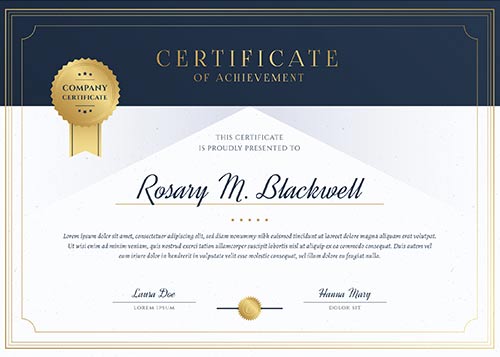 CERTIFICATE
OF ACHIEVEMENT
COMPANY
CERTIFICATE
THIS CERTIFICATE
IS PROUDLY PRESENTED TO
Rosary M. Blackwell
Lorem ipsum dolor sit amet, consectetuer adipiscing elit, sed diam nonummy nibh euismod tincidunt ut laoreet dolore magna aliquam erat volutpat.
Ut wisi enim ad minim veniam, quis nostrud exerci tation ullamcorper suscipit lobortis nisl ut aliquip ex ea commodo consequat. Duis autem vel
eum iriure dolor in hendrerit in vulputate velit esse molestie consequat, vel illum dolore eu feugiat nulla.
Laura Doe
LOREM IPSUM
Hanna Mary
DOLOR SIT